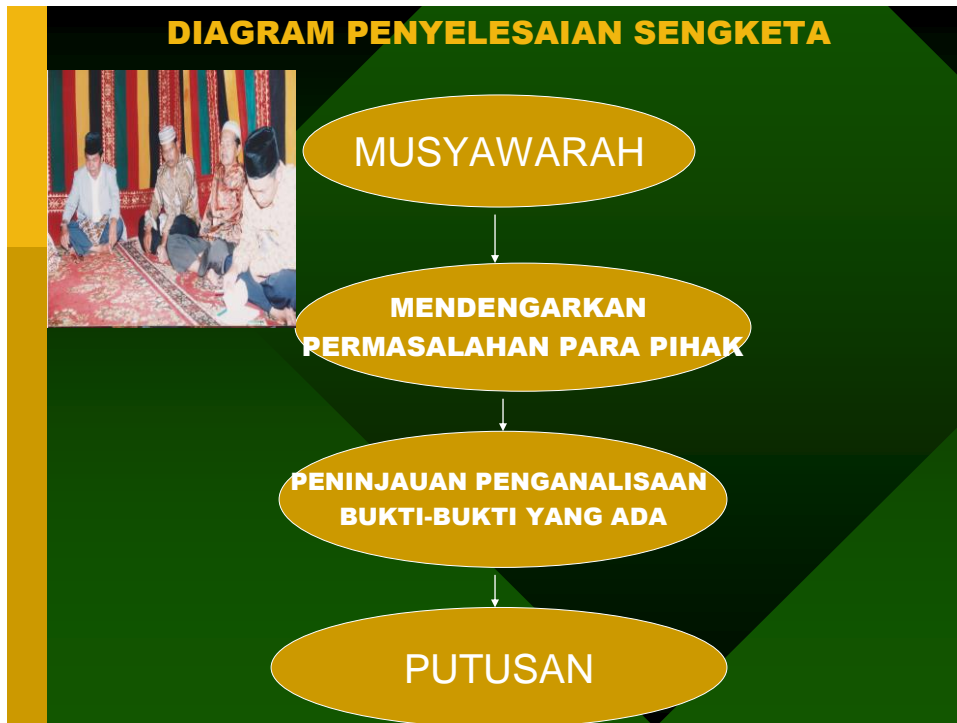 DIAGRAM PENYELESAIAN SENGKETA
MUSYAWARAH
MENDENGARKAN
PERMASALAHAN PARA PIHAK
PENINJAUAN PENGANALISAAN
BUKTI-BUKTI YANG ADA
PUTUSAN